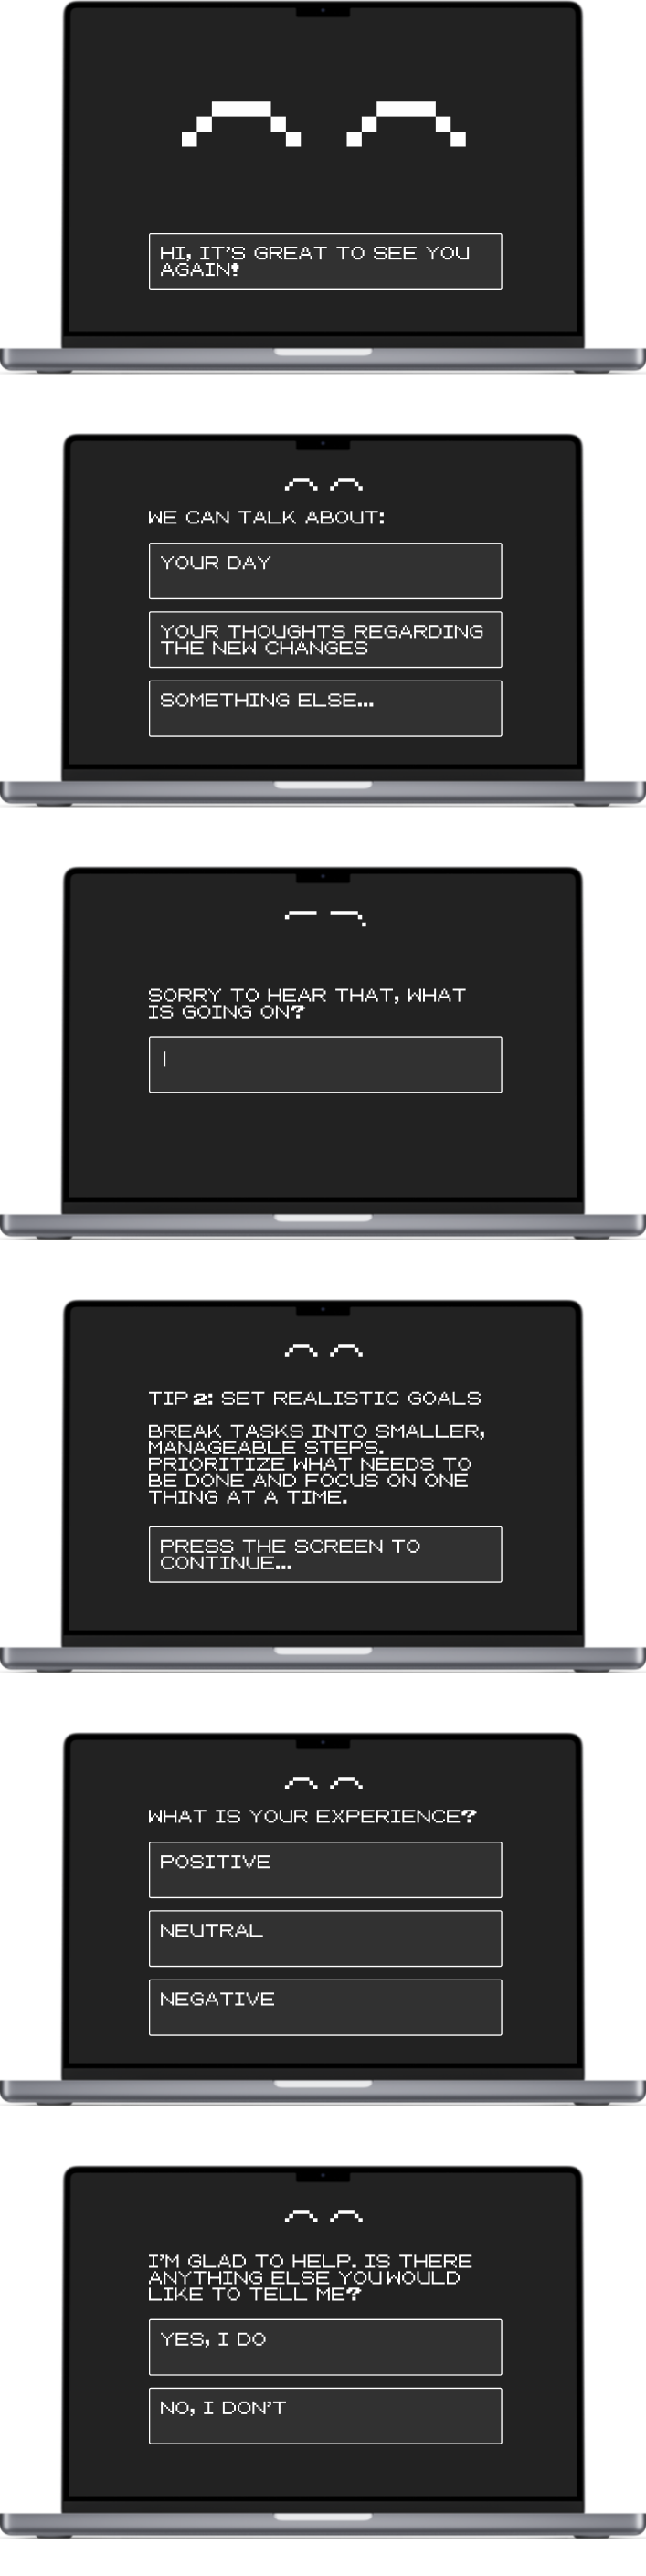 HI, IT'S GREAT TO SEE YOU
AGAIN!
WE CAN TALK ABOUT:
YOUR DAY
YOUR THOUGHTS REGARDING
THE NEW CHANGES
SOMETHING ELSE...
SORRY TO HEAR THAT, WHAT
IS GOING ON?
TIP 2: SET REALISTIC GOALS
BREAK TASKS INTO SMALLER,
MANAGEABLE STEPS.
PRIORITIZE WHAT NEEDS TO
BE DONE AND FOCUS ON ONE
THING AT A TIME.
PRESS THE SCREEN TO
CONTINUE...
WHAT IS YOUR EXPERIENCE?
POSITIVE
NEUTRAL
NEGATIVE
I'M GLAD TO HELP. IS THERE
ANYTHING ELSE YOU WOULD
LIKE TO TELL ME?
YES, I DO
NO, I DON'T